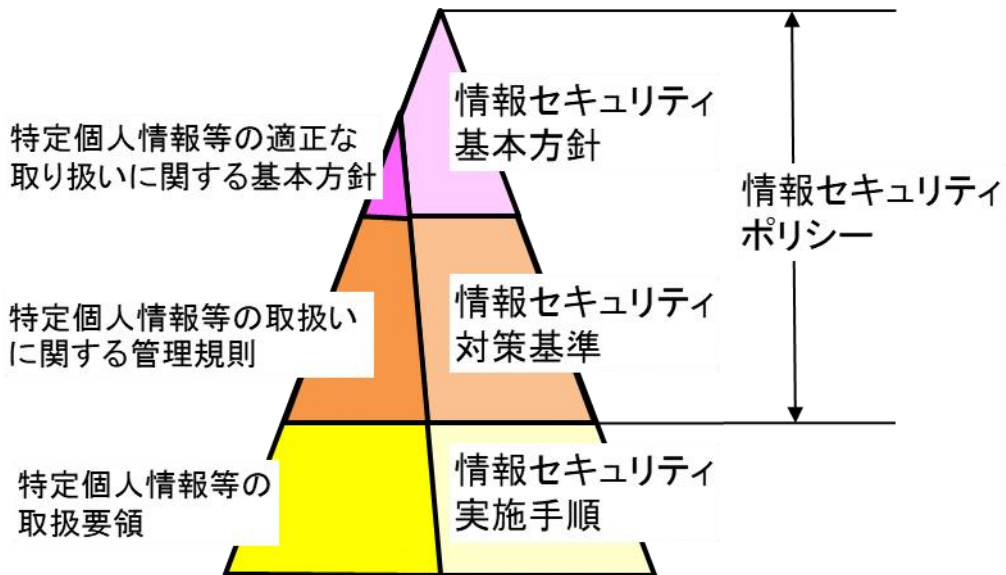 特定個人情報等の適正な
取り扱いに関する基本方針
情報セキュリティ
基本方針
情報セキュリティ
ポリシー
特定個人情報等の取扱い
に関する管理規則
情報セキュリティ
対策基準
特定個人情報等の
取扱要領
情報セキュリティ
実施手順